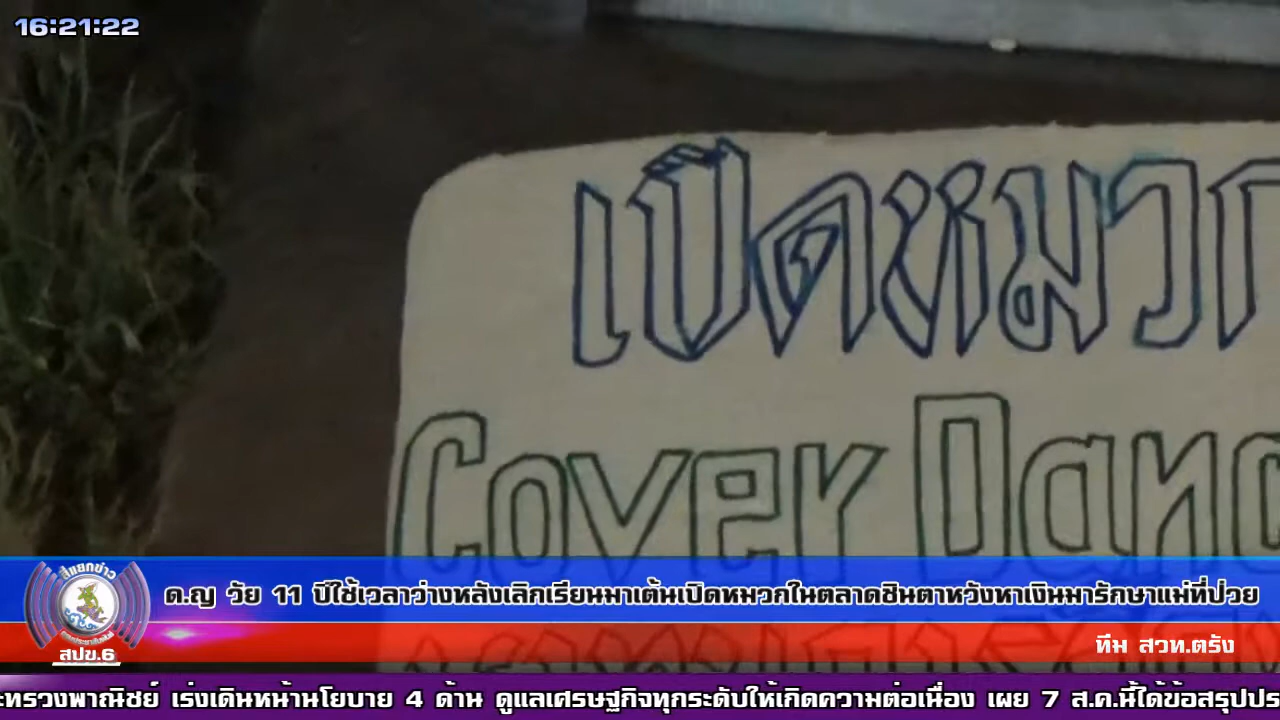 16:21:22
เปิดหมวก
Cover Danc
สี่แยกข่าว
สปข.6
ด.ญ วัย 11 ปีใช้เวลาว่างหลังเลิกเรียนมาเต้นเปิดหมวกในตลาดชินตาหวังหาเงินมารักษาแม่ที่ป่วย
ทีม สวท.ตรัง
ะทรวงพาณิชย์ เร่งเดินหน้านโยบาย 4 ด้าน ดูแลเศรษฐกิจทุกระดับให้เกิดความต่อเนื่อง เผย 7 ส.ค.นี้ได้ข้อสรุปปร